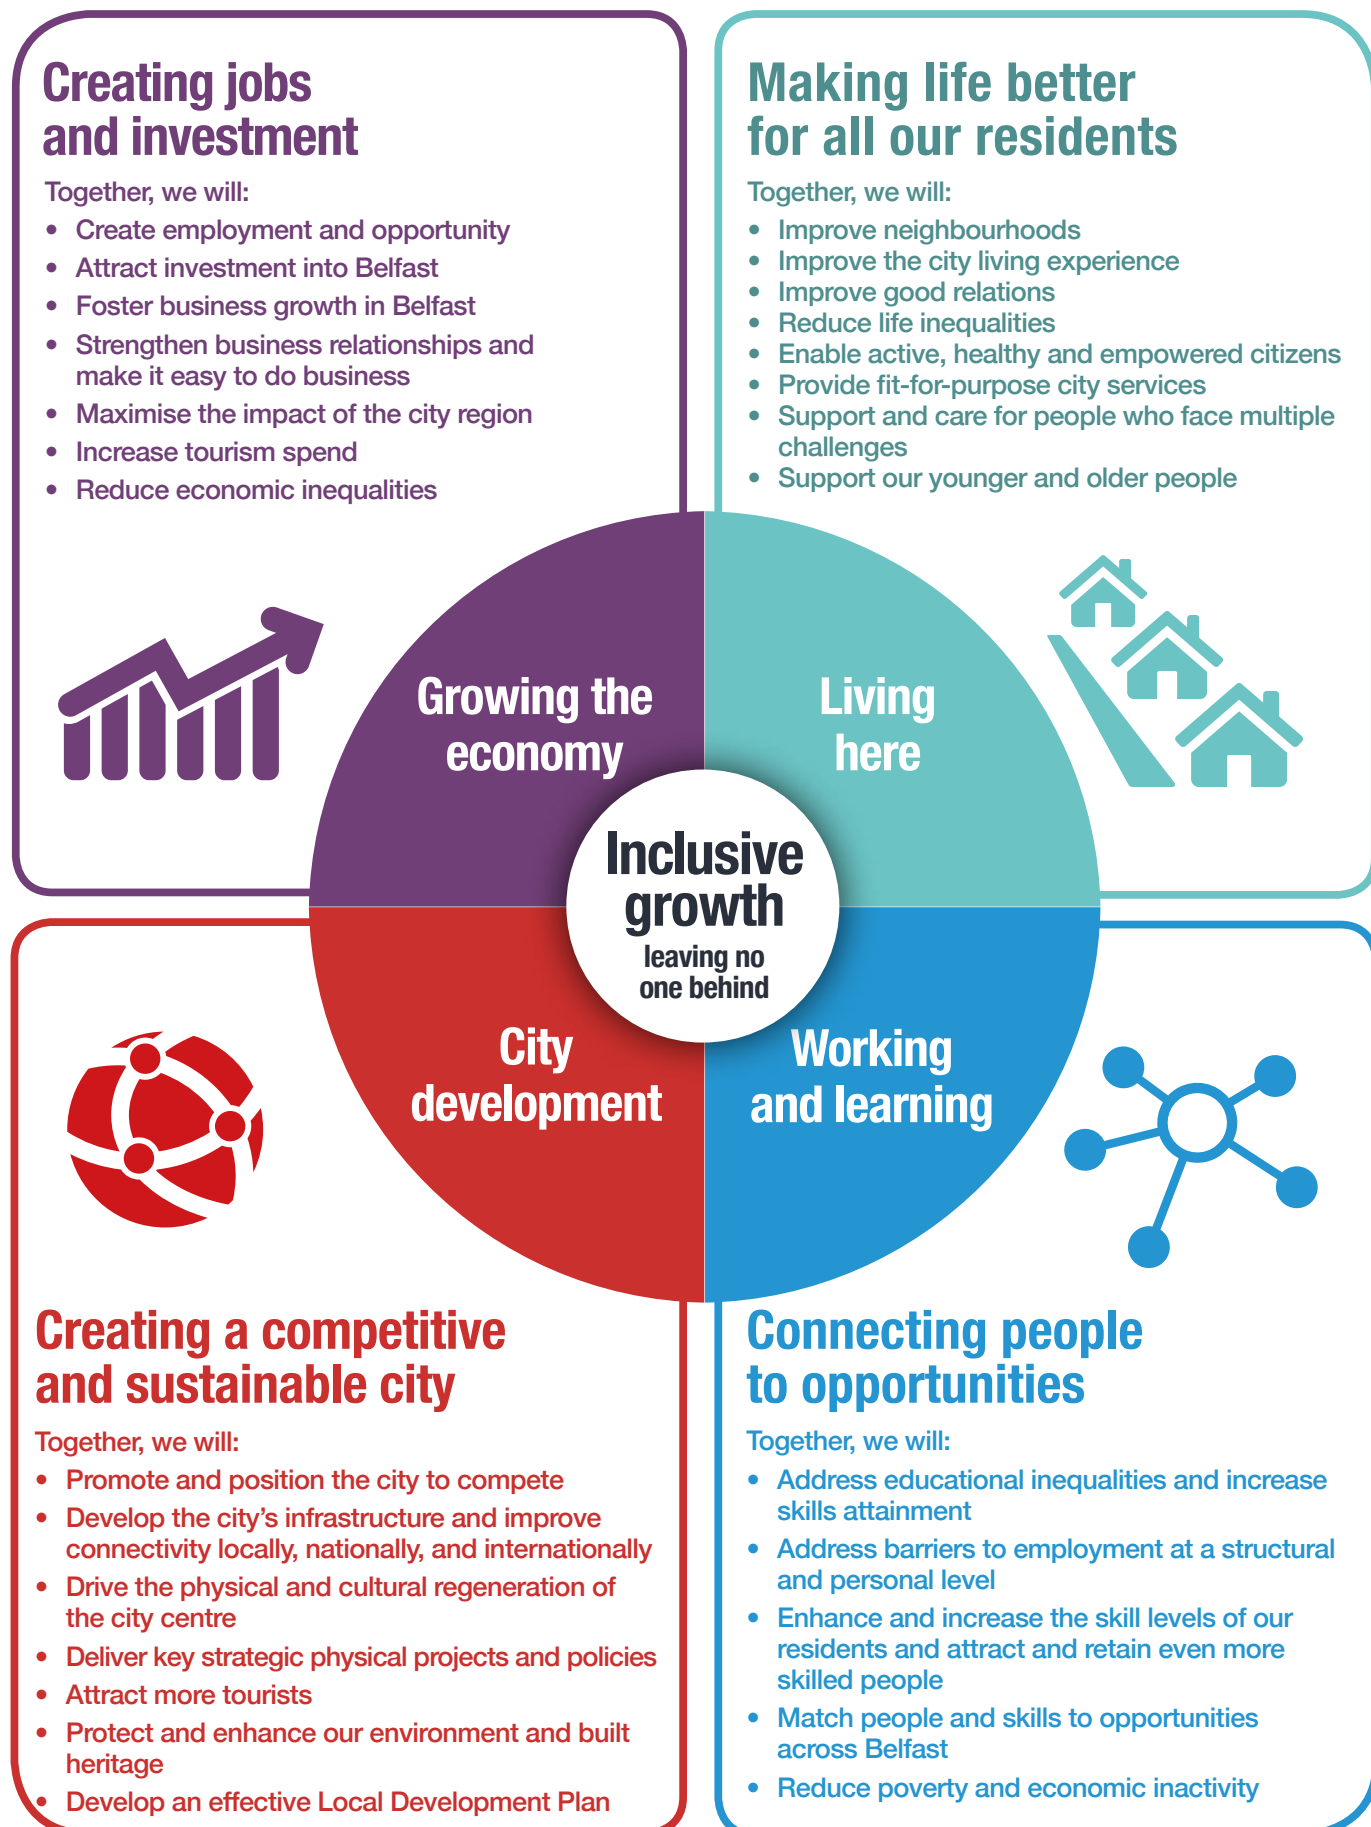 Creating jobs
and investment
Together, we will:
• Create employment and opportunity
• Attract investment into Belfast
• Foster business growth in Belfast
• Strengthen business relationships and
make it easy to do business
• Maximise the impact of the city region
• Increase tourism spend
• Reduce economic inequalities
Making life better
for all our residents
Together, we will:
• Improve neighbourhoods
• Improve the city living experience
• Improve good relations
• Reduce life inequalities
• Enable active, healthy and empowered citizens
• Provide fit-for-purpose city services
• Support and care for people who face multiple
challenges
• Support our younger and older people
Growing the
economy
Living
here
Inclusive
growth
leaving no
one behind
City
development
Working
and learning
Creating a competitive
and sustainable city
Together, we will:
• Promote and position the city to compete
• Develop the city’s infrastructure and improve
connectivity locally, nationally, and internationally
• Drive the physical and cultural regeneration of
the city centre
• Deliver key strategic physical projects and policies
• Attract more tourists
• Protect and enhance our environment and built
heritage
• Develop an effective Local Development Plan
Connecting people
to opportunities
Together, we will:
• Address educational inequalities and increase
skills attainment
• Address barriers to employment at a structural
and personal level
• Enhance and increase the skill levels of our
residents and attract and retain even more
skilled people
• Match people and skills to opportunities
across Belfast
• Reduce poverty and economic inactivity